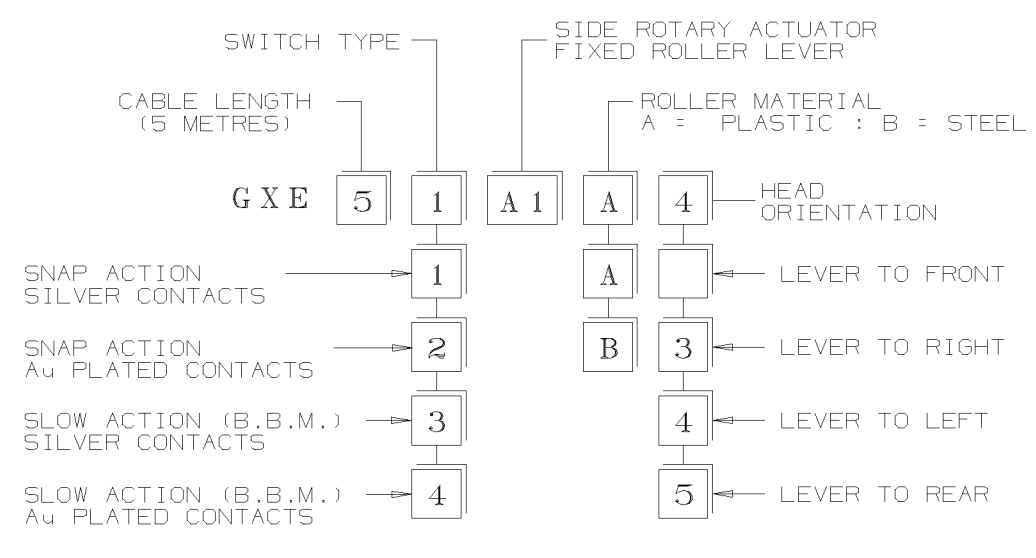 SWITCH TYPE
SIDE ROTARY ACTUATOR
FIXED ROLLER LEVER
CABLE LENGTH
(5 METRES)
ROLLER MATERIAL
A = PLASTIC : B = STEEL
GXE 5 1 A1 A 4
HEAD
ORIENTATION
SNAP ACTION
SILVER CONTACTS
1
A
LEVER TO FRONT
SNAP ACTION
Au PLATED CONTACTS
2
B
3
LEVER TO RIGHT
SLOW ACTION (B.B.M.)
SILVER CONTACTS
3
4
LEVER TO LEFT
SLOW ACTION (B.B.M.)
Au PLATED CONTACTS
4
5
LEVER TO REAR